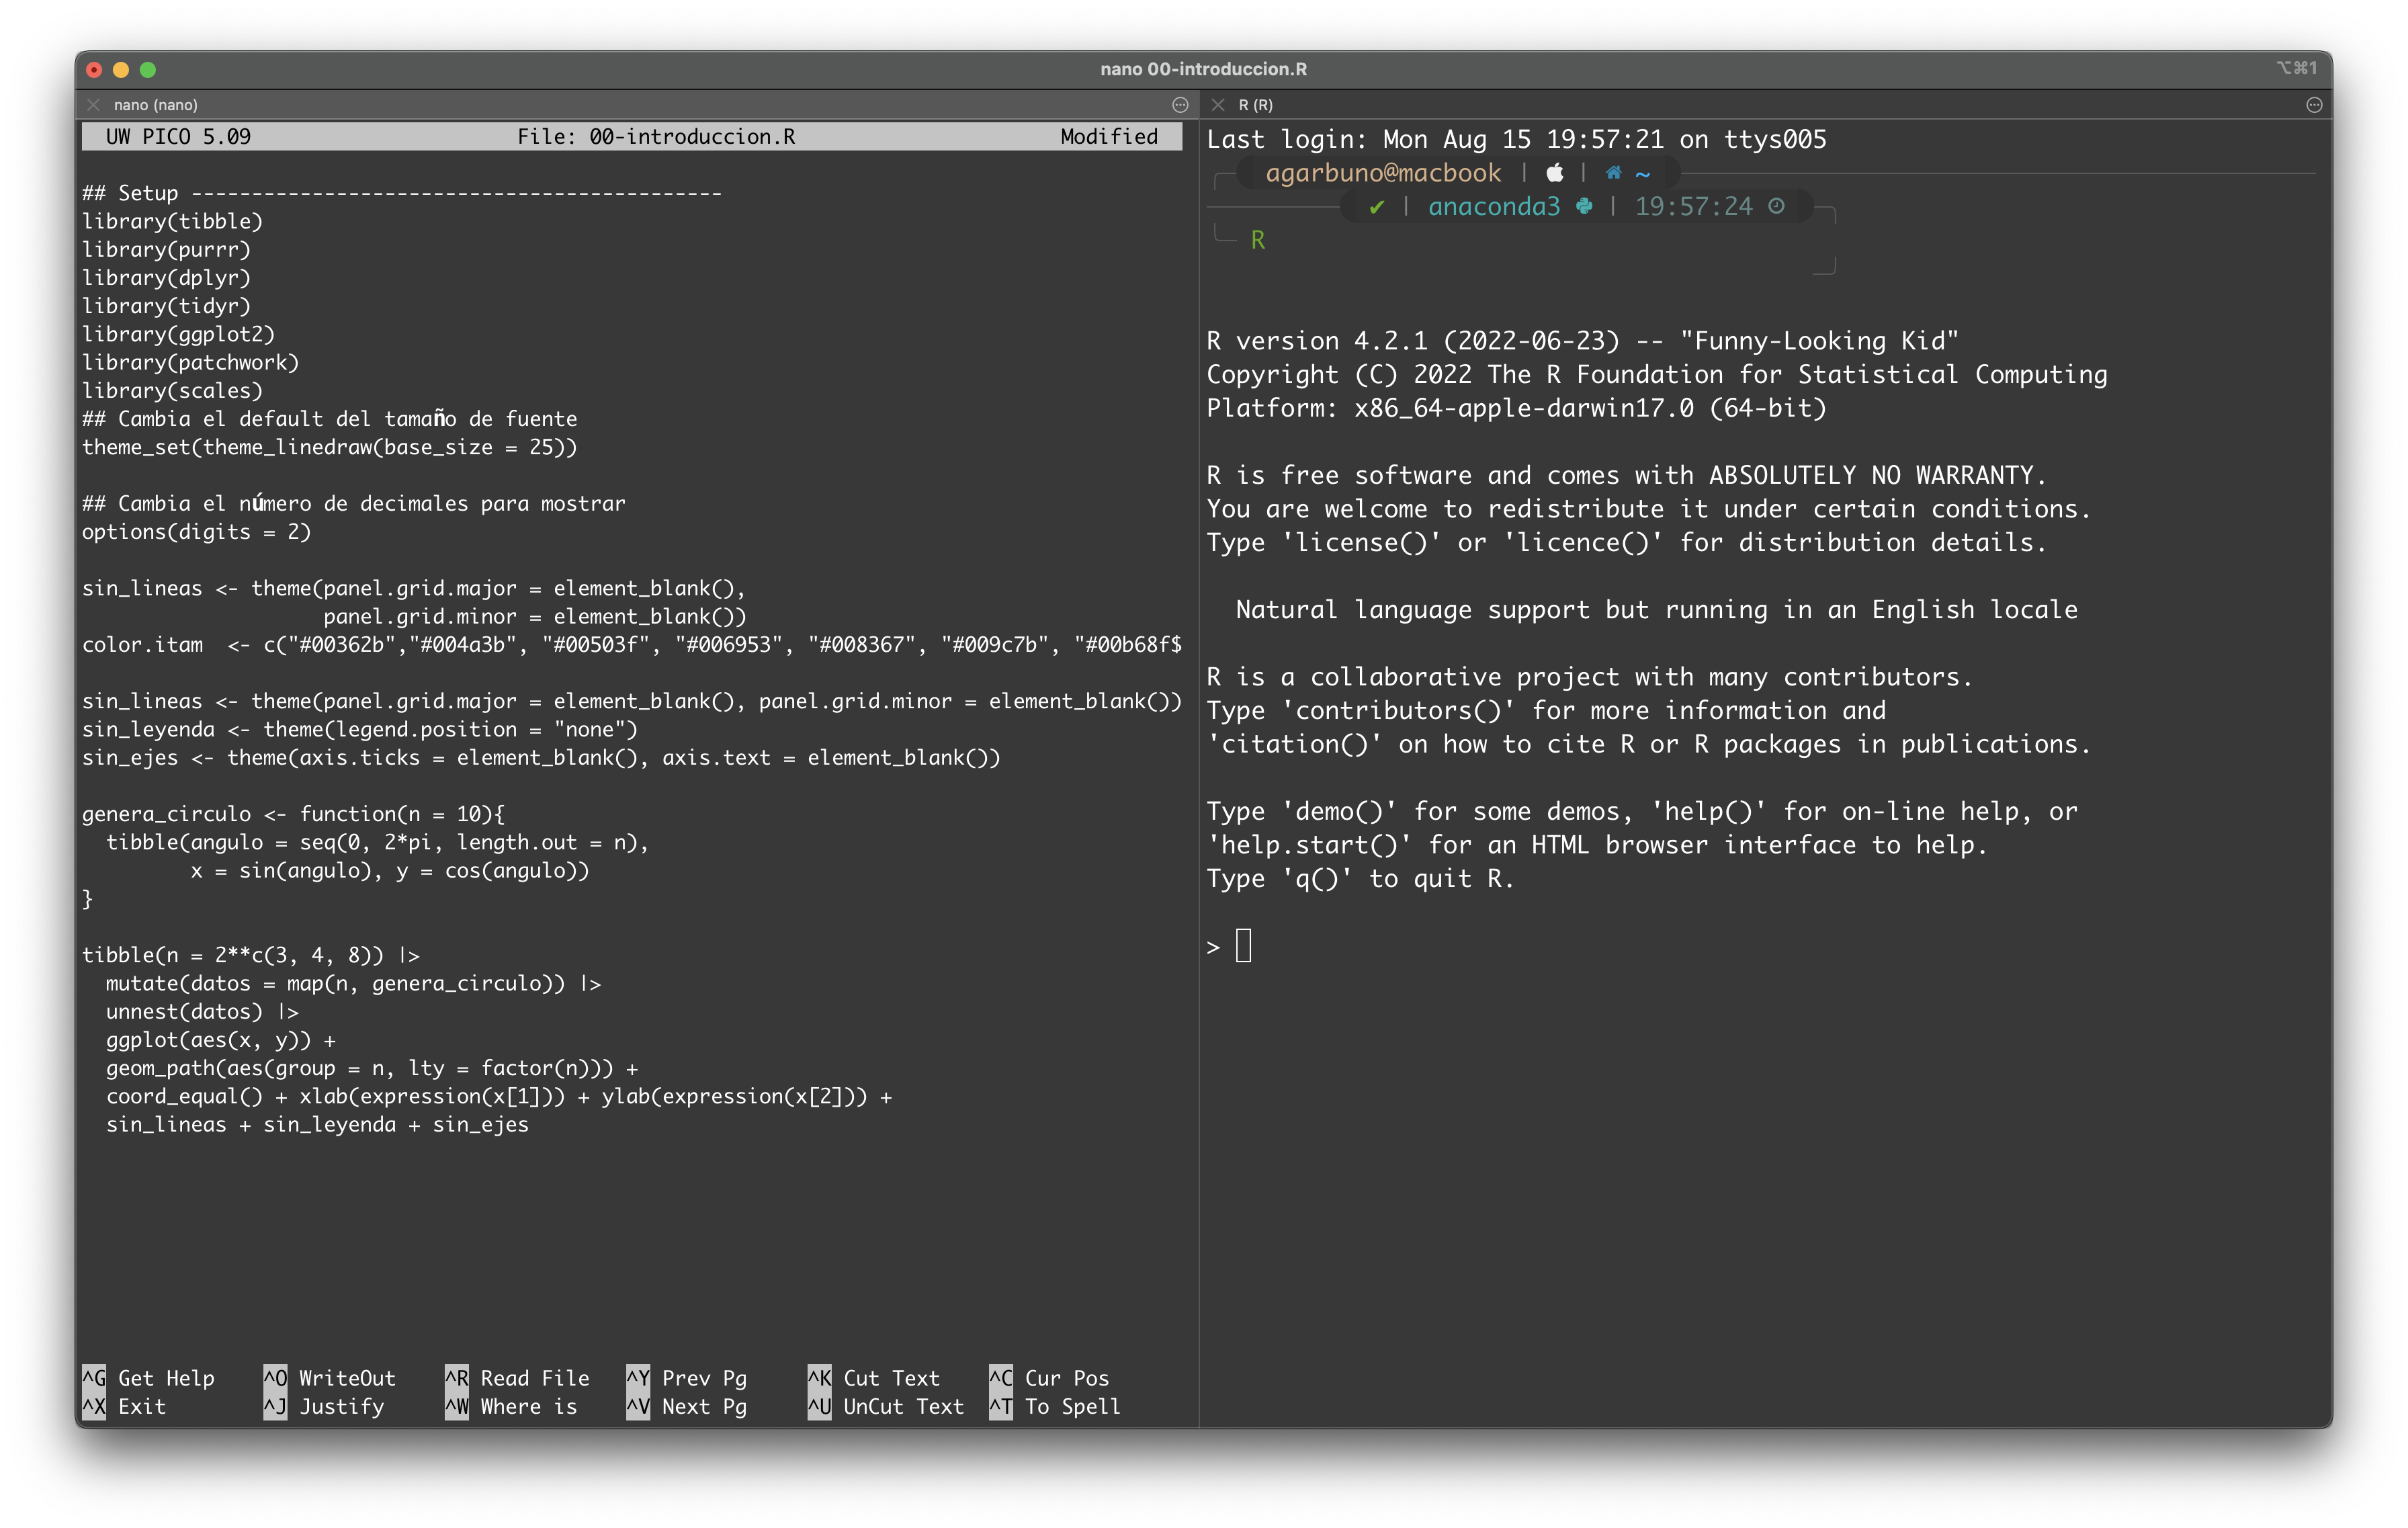 nano 00-introduccion.R
⌥⌘1
nano (nano)
UW PICO 5.09 File: 00-introduccion.R Modified
## Setup --------------------------------------------
library(tibble)
library(purrr)
library(dplyr)
library(tidyr)
library(ggplot2)
library(patchwork)
library(scales)
## Cambia el default del tamaño de fuente
theme_set(theme_linedraw(base_size = 25))
## Cambia el número de decimales para mostrar
options(digits = 2)
sin_lineas <- theme(panel.grid.major = element_blank(),
                    panel.grid.minor = element_blank())
color.itam  <- c("#00362b","#004a3b", "#00503f", "#006953", "#008367", "#009c7b", "#00b68f$
sin_lineas <- theme(panel.grid.major = element_blank(), panel.grid.minor = element_blank())
sin_leyenda <- theme(legend.position = "none")
sin_ejes <- theme(axis.ticks = element_blank(), axis.text = element_blank())
genera_circulo <- function(n = 10){
  tibble(angulo = seq(0, 2*pi, length.out = n),
         x = sin(angulo), y = cos(angulo))
}
tibble(n = 2**c(3, 4, 8)) |>
  mutate(datos = map(n, genera_circulo)) |>
  unnest(datos) |>
  ggplot(aes(x, y)) +
  geom_path(aes(group = n, lty = factor(n))) +
  coord_equal() + xlab(expression(x[1])) + ylab(expression(x[2])) +
  sin_lineas + sin_leyenda + sin_ejes
^G Get Help ^O WriteOut ^R Read File ^Y Prev Pg ^K Cut Text ^C Cur Pos
^X Exit ^J Justify ^W Where is ^V Next Pg ^U UnCut Text ^T To Spell
R (R)
Last login: Mon Aug 15 19:57:21 on ttys005
agarbuno@macbook | | ~
✔ | anaconda3 | 19:57:24
R
R version 4.2.1 (2022-06-23) -- "Funny-Looking Kid"
Copyright (C) 2022 The R Foundation for Statistical Computing
Platform: x86_64-apple-darwin17.0 (64-bit)
R is free software and comes with ABSOLUTELY NO WARRANTY.
You are welcome to redistribute it under certain conditions.
Type 'license()' or 'licence()' for distribution details.
  Natural language support but running in an English locale
R is a collaborative project with many contributors.
Type 'contributors()' for more information and
'citation()' on how to cite R or R packages in publications.
Type 'demo()' for some demos, 'help()' for on-line help, or
'help.start()' for an HTML browser interface to help.
Type 'q()' to quit R.
>